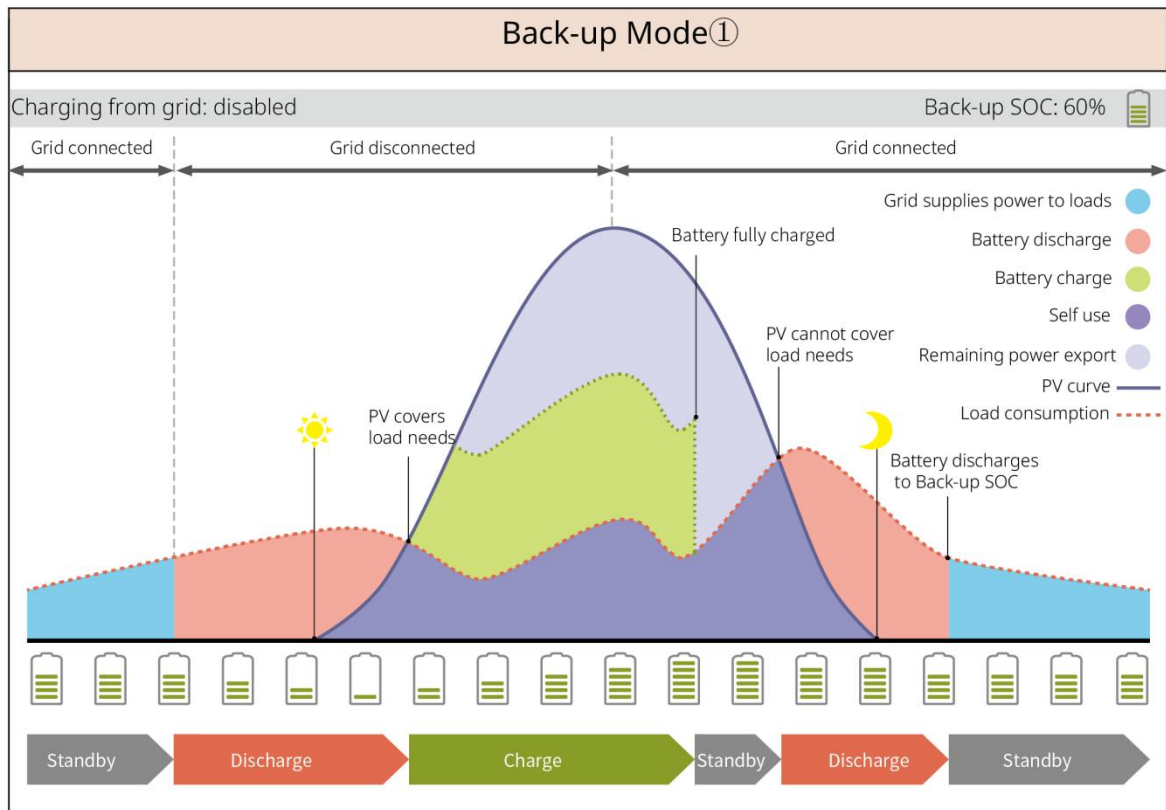 Back-up Mode①
Charging from grid: disabled
Back-up SOC: 60%
Grid connected
Grid disconnected
Grid connected
Grid supplies power to loads
Battery discharge
Battery charge
Self use
Remaining power export
PV curve
Load consumption
Battery fully charged
PV cannot cover
load needs
PV covers
load needs
Battery discharges
to Back-up SOC
Standby
Discharge
Charge
Standby
Discharge
Standby